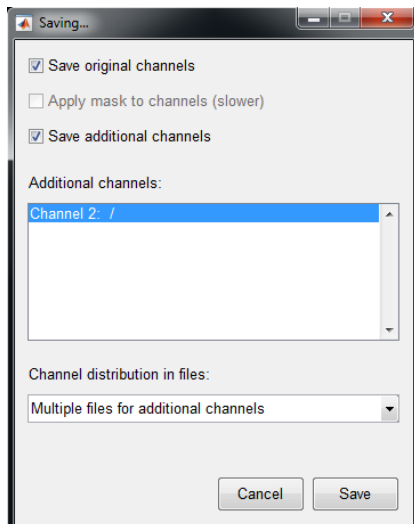 Saving...
Save original channels
Apply mask to channels (slower)
Save additional channels
Additional channels:
Channel 2: /
Channel distribution in files:
Multiple files for additional channels
Cancel Save